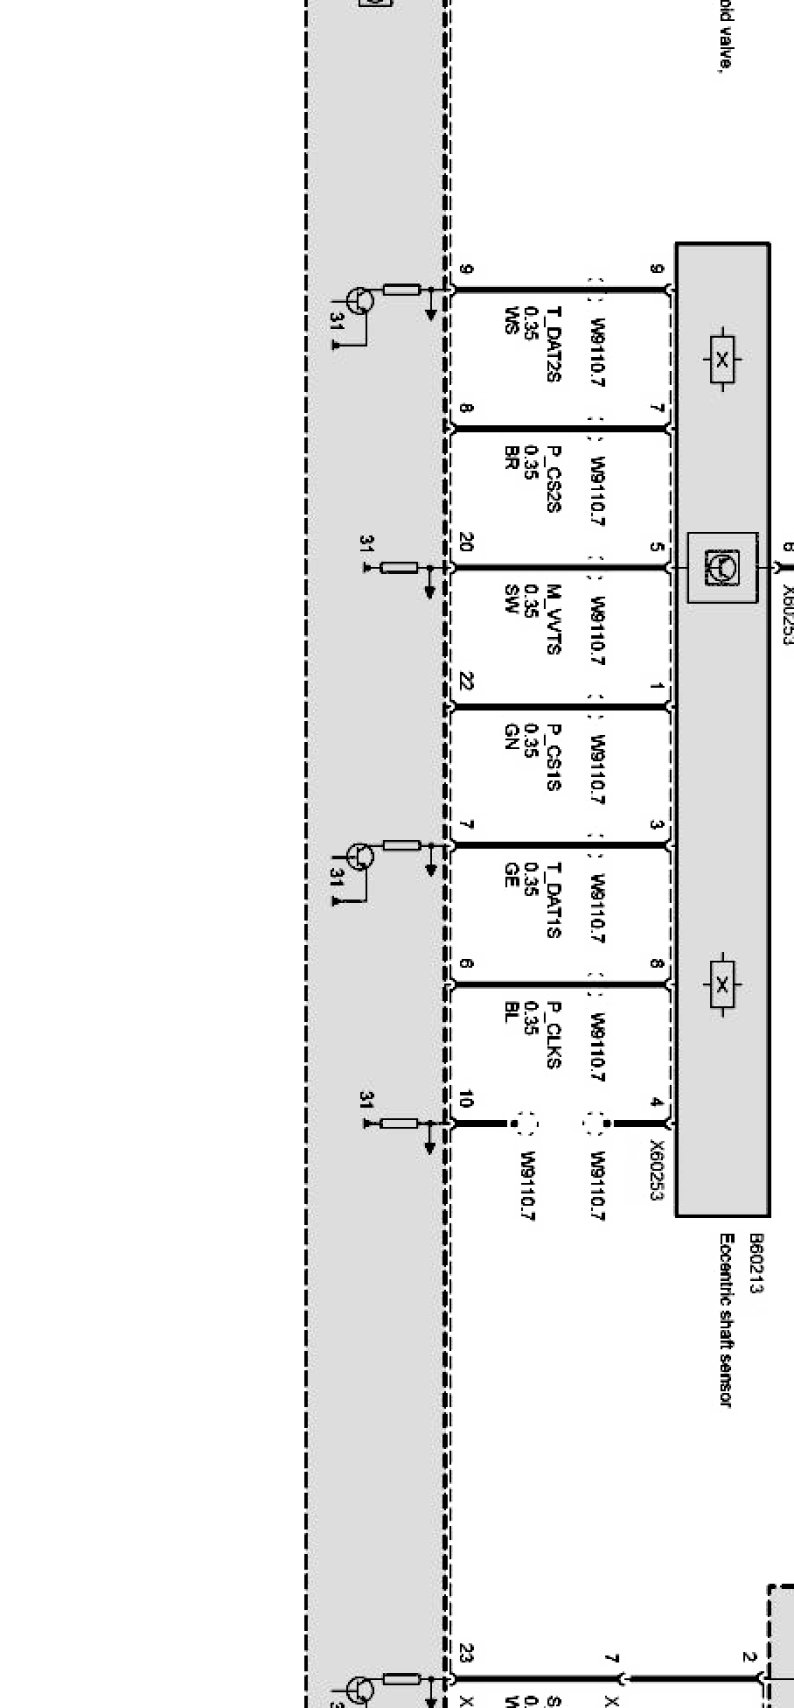 oid valve,
9
9
31
W9110.7
T_DAT2S
0.35
WS
8
7
W9110.7
P_CS2S
0.35
BR
20
5
6
X60253
31
W9110.7
M_VVTS
0.35
SW
22
1
W9110.7
P_CS1S
0.35
GN
7
3
31
W9110.7
T_DAT1S
0.35
GE
6
8
W9110.7
P_CLKS
0.35
BL
10
4
31
X60253
W9110.7
W9110.7
B60213
Eccentric shaft sensor
23
7
2
X
X